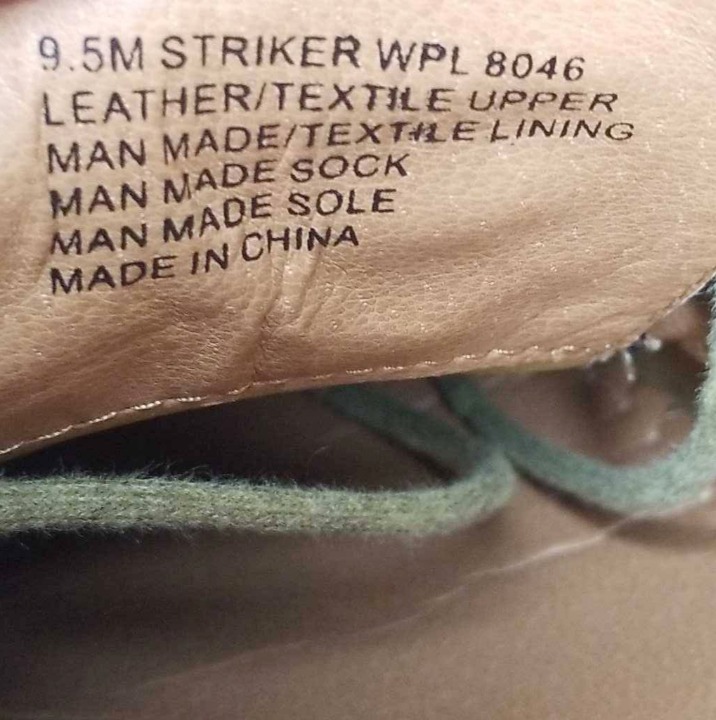 9.5M STRIKER WPL 8046
LEATHER/TEXTILE UPPER
MAN MADE/TEXTILE LINING
MAN MADE SOCK
MAN MADE SOLE
MADE IN CHINA